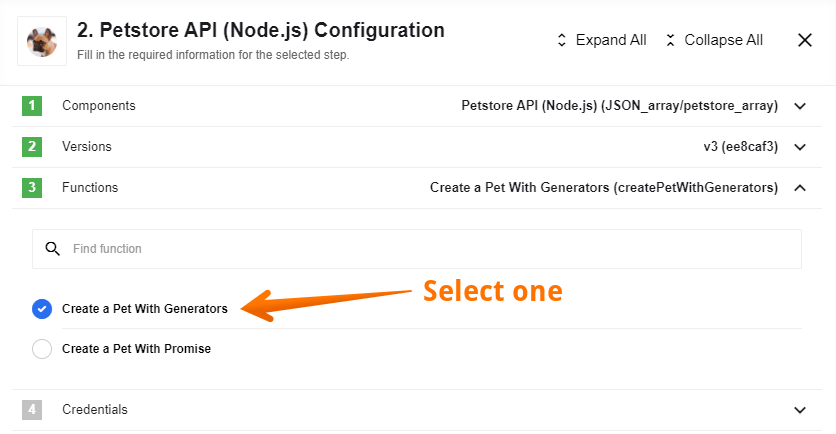 2. Petstore API (Node.js) Configuration
Fill in the required information for the selected step.
Expand All
Collapse All
1 Components Petstore API (Node.js) (JSON_array/petstore_array)
2 Versions v3 (ee8caf3)
3 Functions Create a Pet With Generators (createPetWithGenerators)
Find function
Create a Pet With Generators
Select one
Create a Pet With Promise
4 Credentials